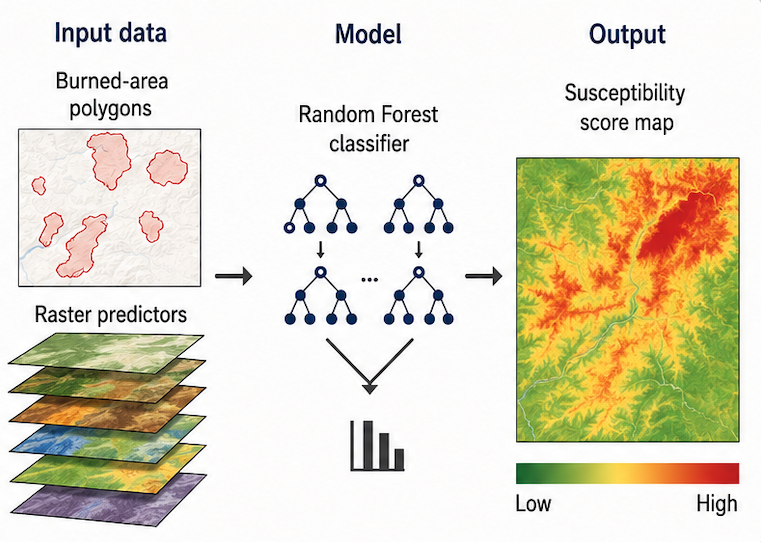 Input data
Burned-area
polygons
Raster predictors
Model
Random Forest
classifier
...
Output
Susceptibility
score map
Low
High